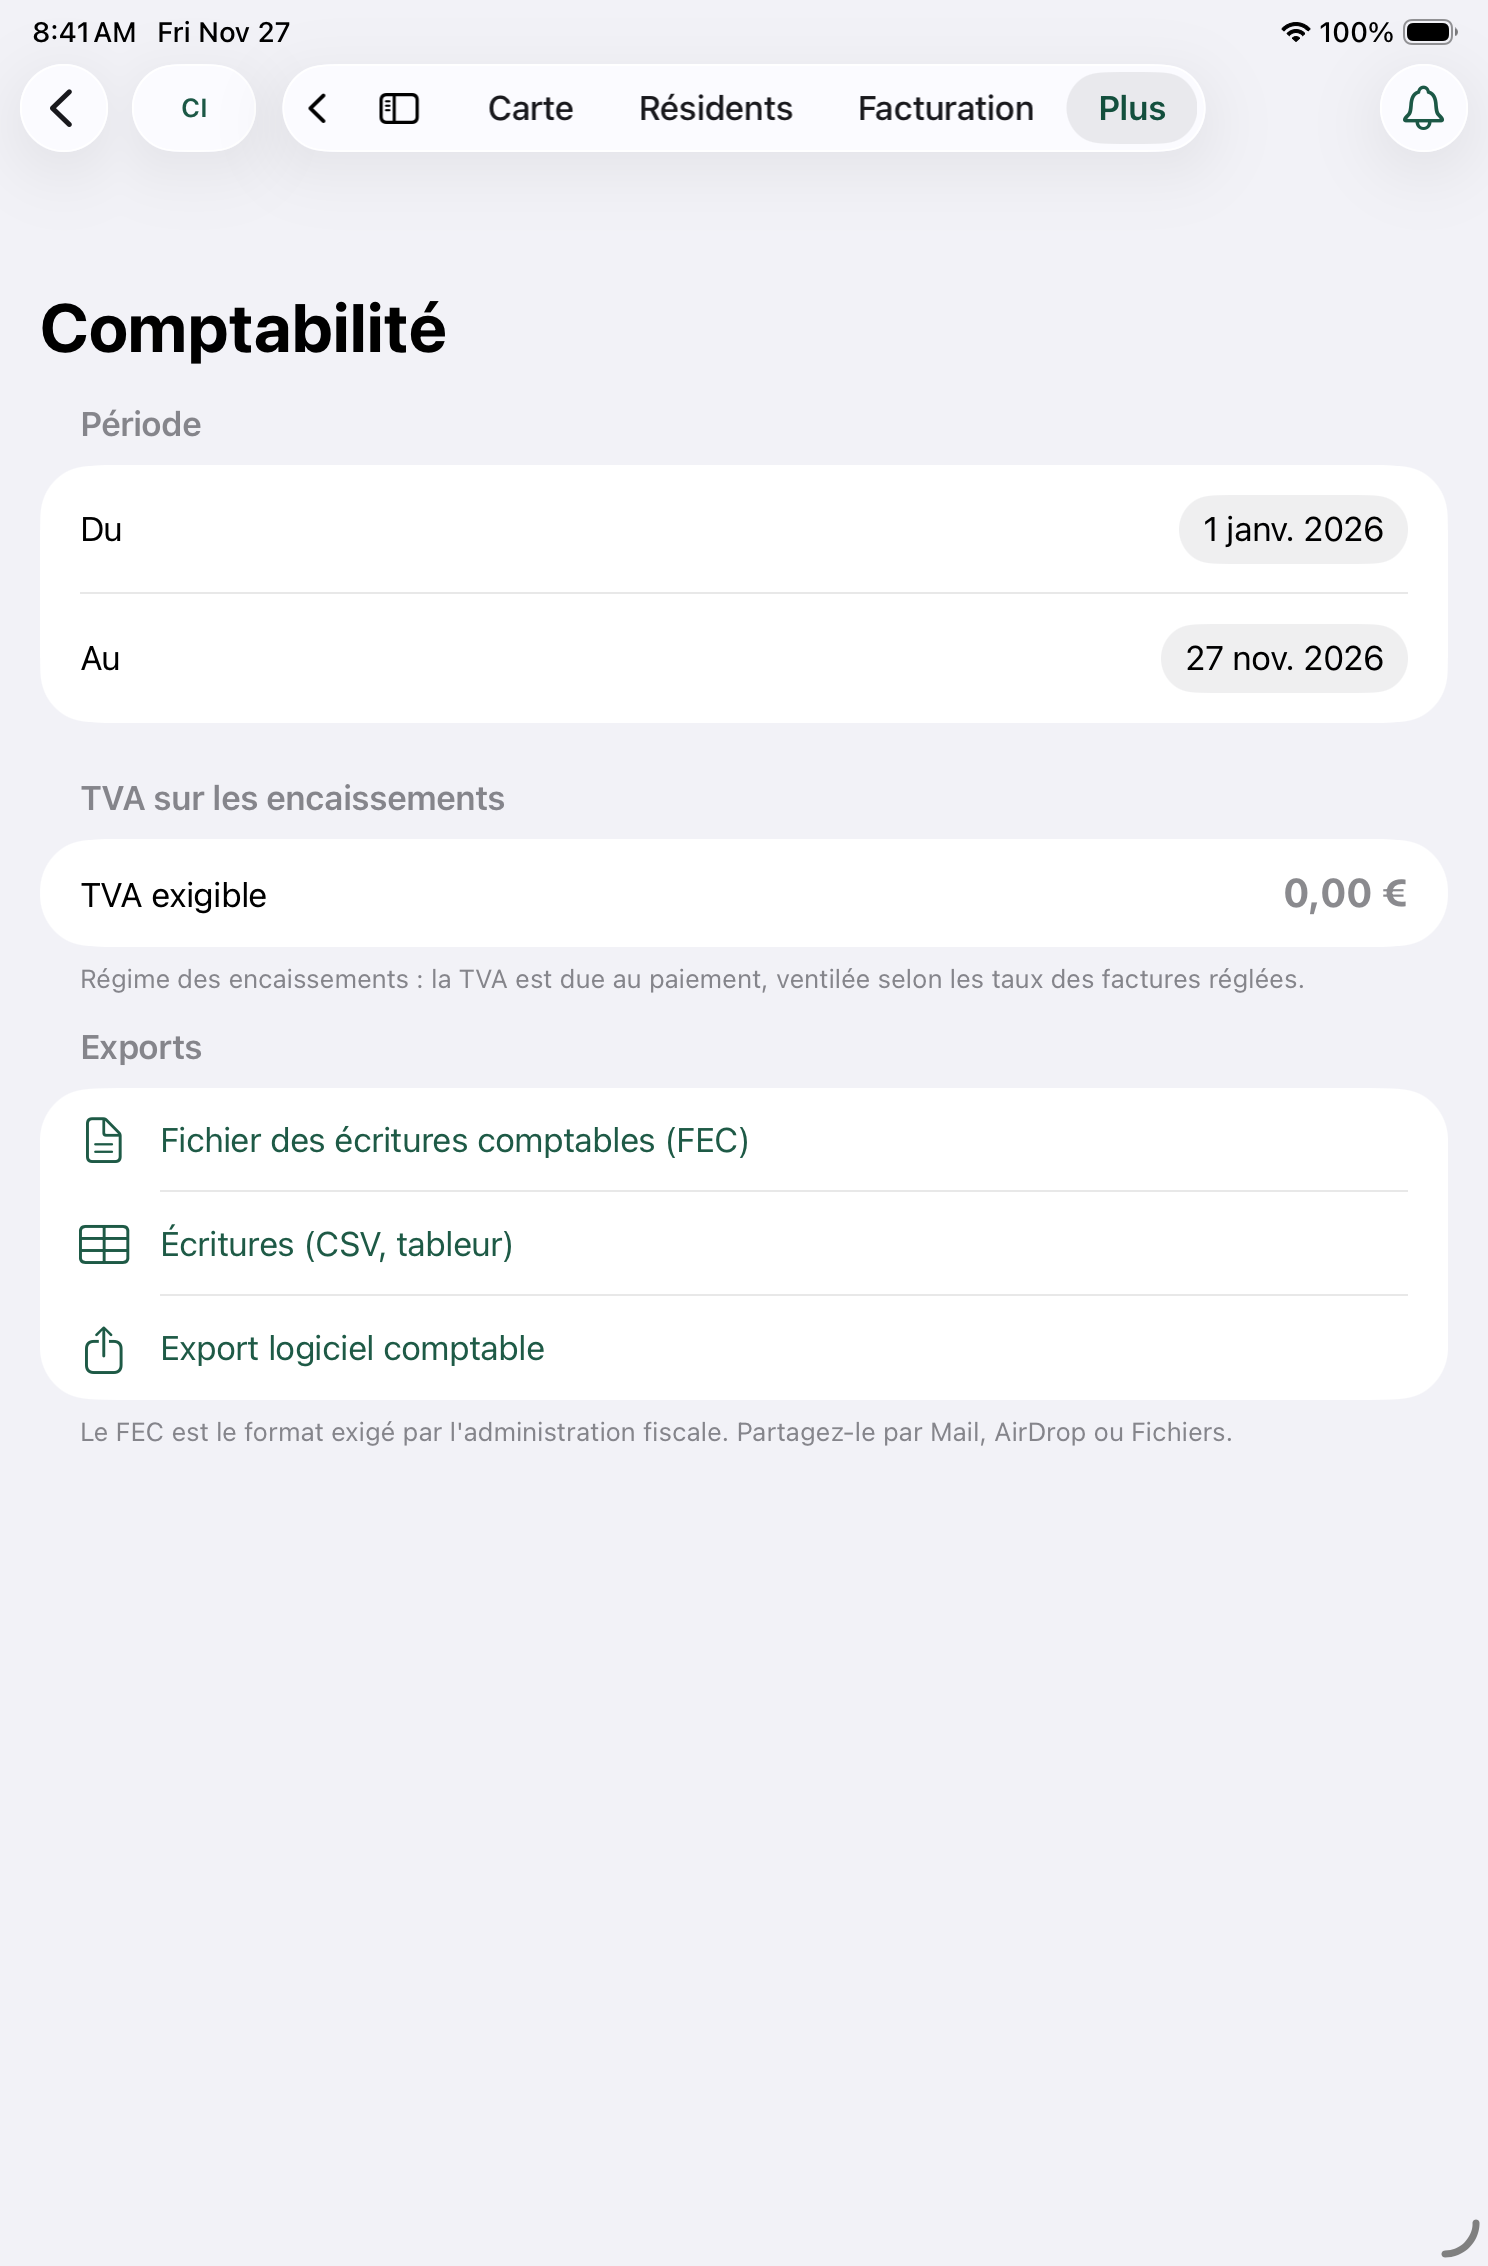 8:41 AM Fri Nov 27 100%
CI Carte Résidents Facturation Plus
Comptabilité
Période
Du 1 janv. 2026
Au 27 nov. 2026
TVA sur les encaissements
TVA exigible 0,00 €
Régime des encaissements : la TVA est due au paiement, ventilée selon les taux des factures réglées.
Exports
Fichier des écritures comptables (FEC)
Écritures (CSV, tableur)
Export logiciel comptable
Le FEC est le format exigé par l'administration fiscale. Partagez-le par Mail, AirDrop ou Fichiers.